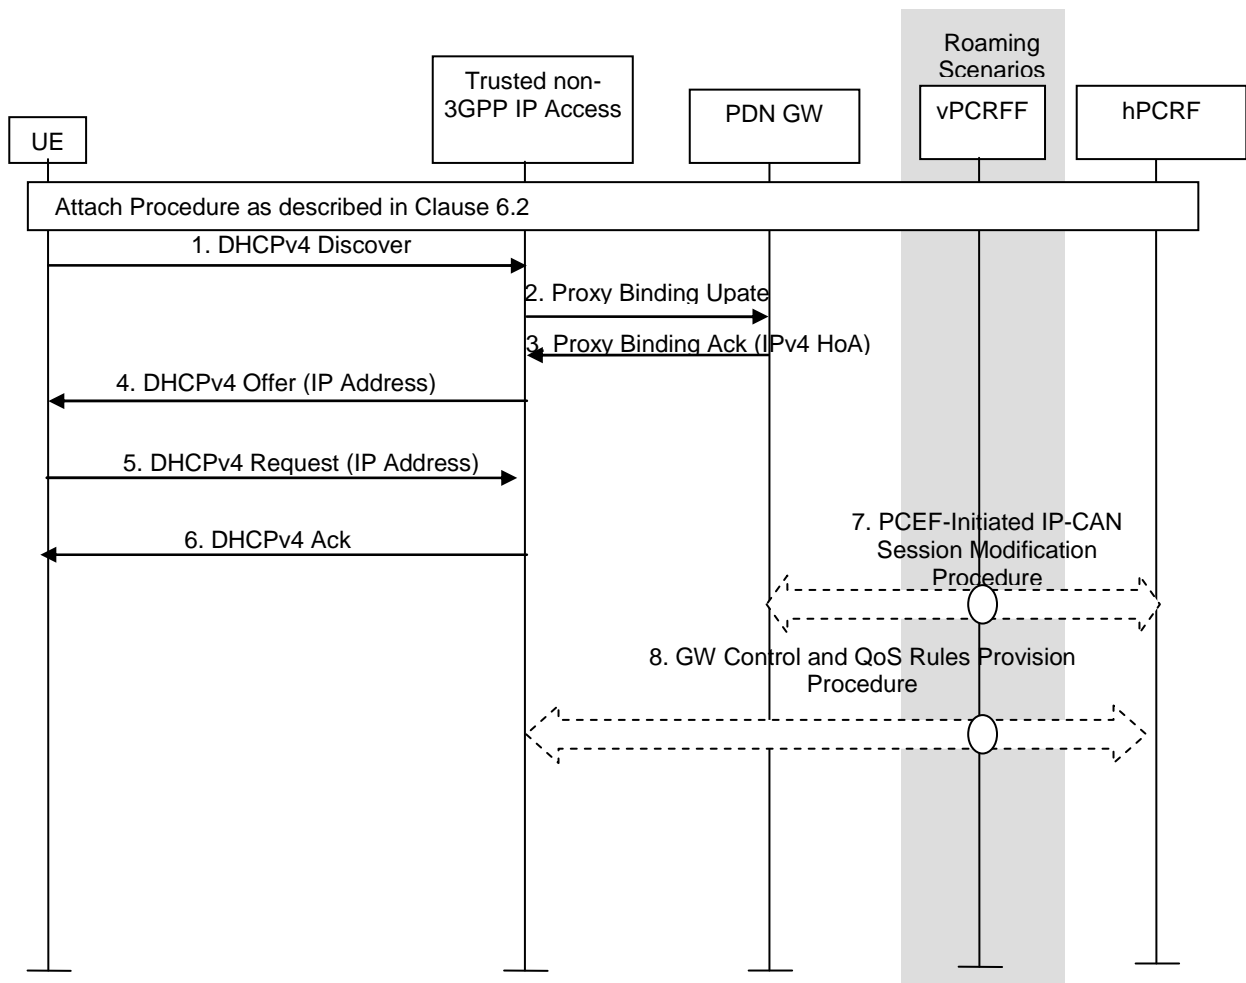 Roaming
Scenarios
Trusted non-
3GPP IP Access
PDN GW
vPCRFF
hPCRF
UE
Attach Procedure as described in Clause 6.2
1. DHCPv4 Discover
2. Proxy Binding Upate
3. Proxy Binding Ack (IPv4 HoA)
4. DHCPv4 Offer (IP Address)
5. DHCPv4 Request (IP Address)
6. DHCPv4 Ack
7. PCEF-Initiated IP-CAN
Session Modification
Procedure
8. GW Control and QoS Rules Provision
Procedure